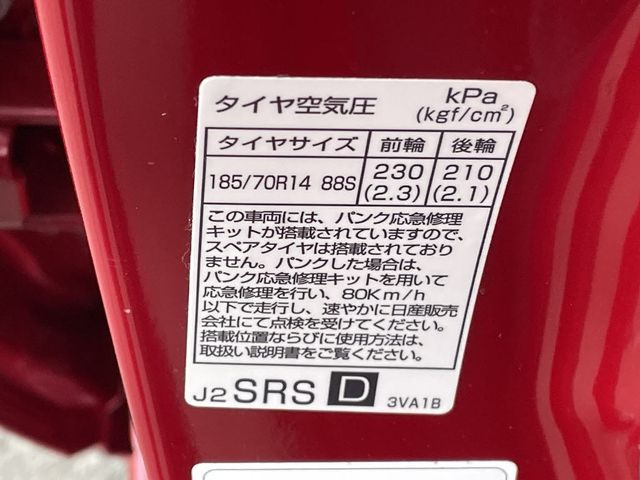 タイヤ空気圧 kPa (kgf/cm²)
タイヤサイズ 前輪 後輪
185/70R14 88S 230 (2.3) 210 (2.1)
この車両には、パンク応急修理
キットが搭載されていますので、
スペアタイヤは搭載されており
ません。パンクした場合は、
パンク応急修理キットを用いて
応急修理を行い、80Km/h
以下で走行し、速やかに日産販売
会社にて点検を受けてください。
搭載位置ならびに使用方法は、
取扱い説明書をご覧ください。
J2 SRS D 3VA1B